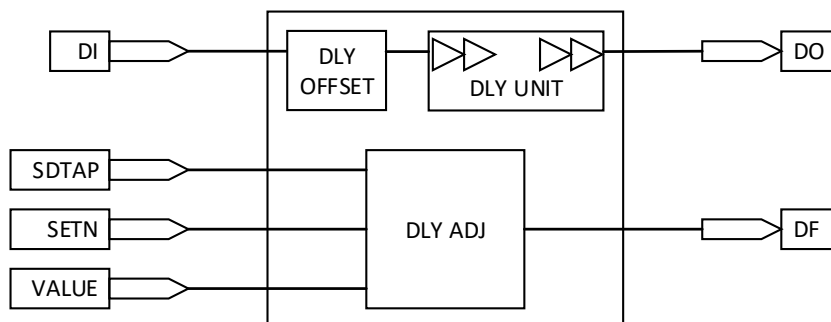 DI
DLY
OFFSET
DLY UNIT
DO
SDTAP
SETN
DLY ADJ
DF
VALUE